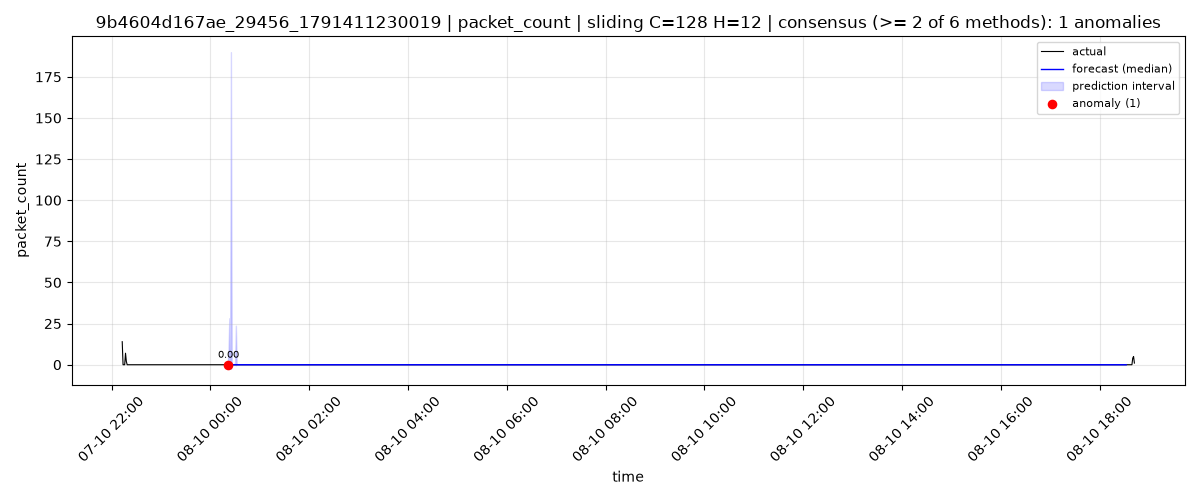 9b4604d167ae_29456_1791411230019 | packet_count | sliding C=128 H=12 | consensus (>= 2 of 6 methods): 1 anomalies
actual
forecast (median)
prediction interval
anomaly (1)
packet_count
175
150
125
100
75
50
25
0
0.00
07-10 22:00
08-10 00:00
08-10 02:00
08-10 04:00
08-10 06:00
08-10 08:00
08-10 10:00
08-10 12:00
08-10 14:00
08-10 16:00
08-10 18:00
time